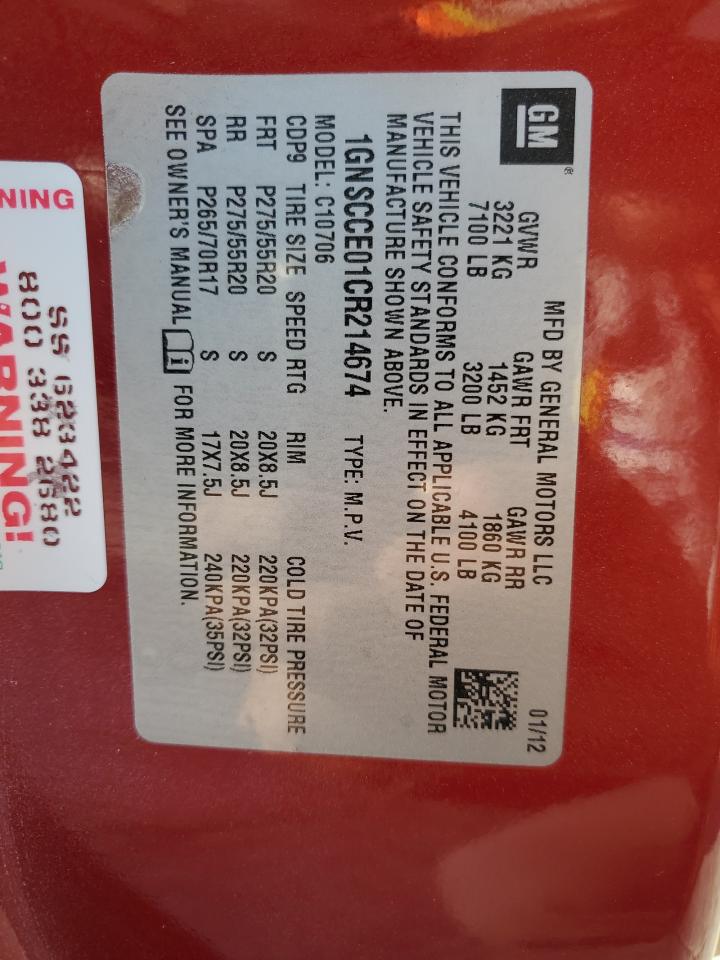 GM
MFD BY GENERAL MOTORS LLC 01/12
GVWR GAWR FRT GAWR RR
3221 KG 1452 KG 1860 KG
7100 LB 3200 LB 4100 LB
THIS VEHICLE CONFORMS TO ALL APPLICABLE U.S. FEDERAL MOTOR
VEHICLE SAFETY STANDARDS IN EFFECT ON THE DATE OF
MANUFACTURE SHOWN ABOVE.
1GNSCCE01CR214674 TYPE: M.P.V.
MODEL: C10706
CDP9 TIRE SIZE SPEED RTG RIM COLD TIRE PRESSURE
FRT P275/55R20 S 20X8.5J 220KPA(32PSI)
RR P275/55R20 S 20X8.5J 220KPA(32PSI)
SPA P265/70R17 S 17X7.5J 240KPA(35PSI)
SEE OWNER'S MANUAL FOR MORE INFORMATION.
NING
SS 623422
800 338 2680
WARNING!